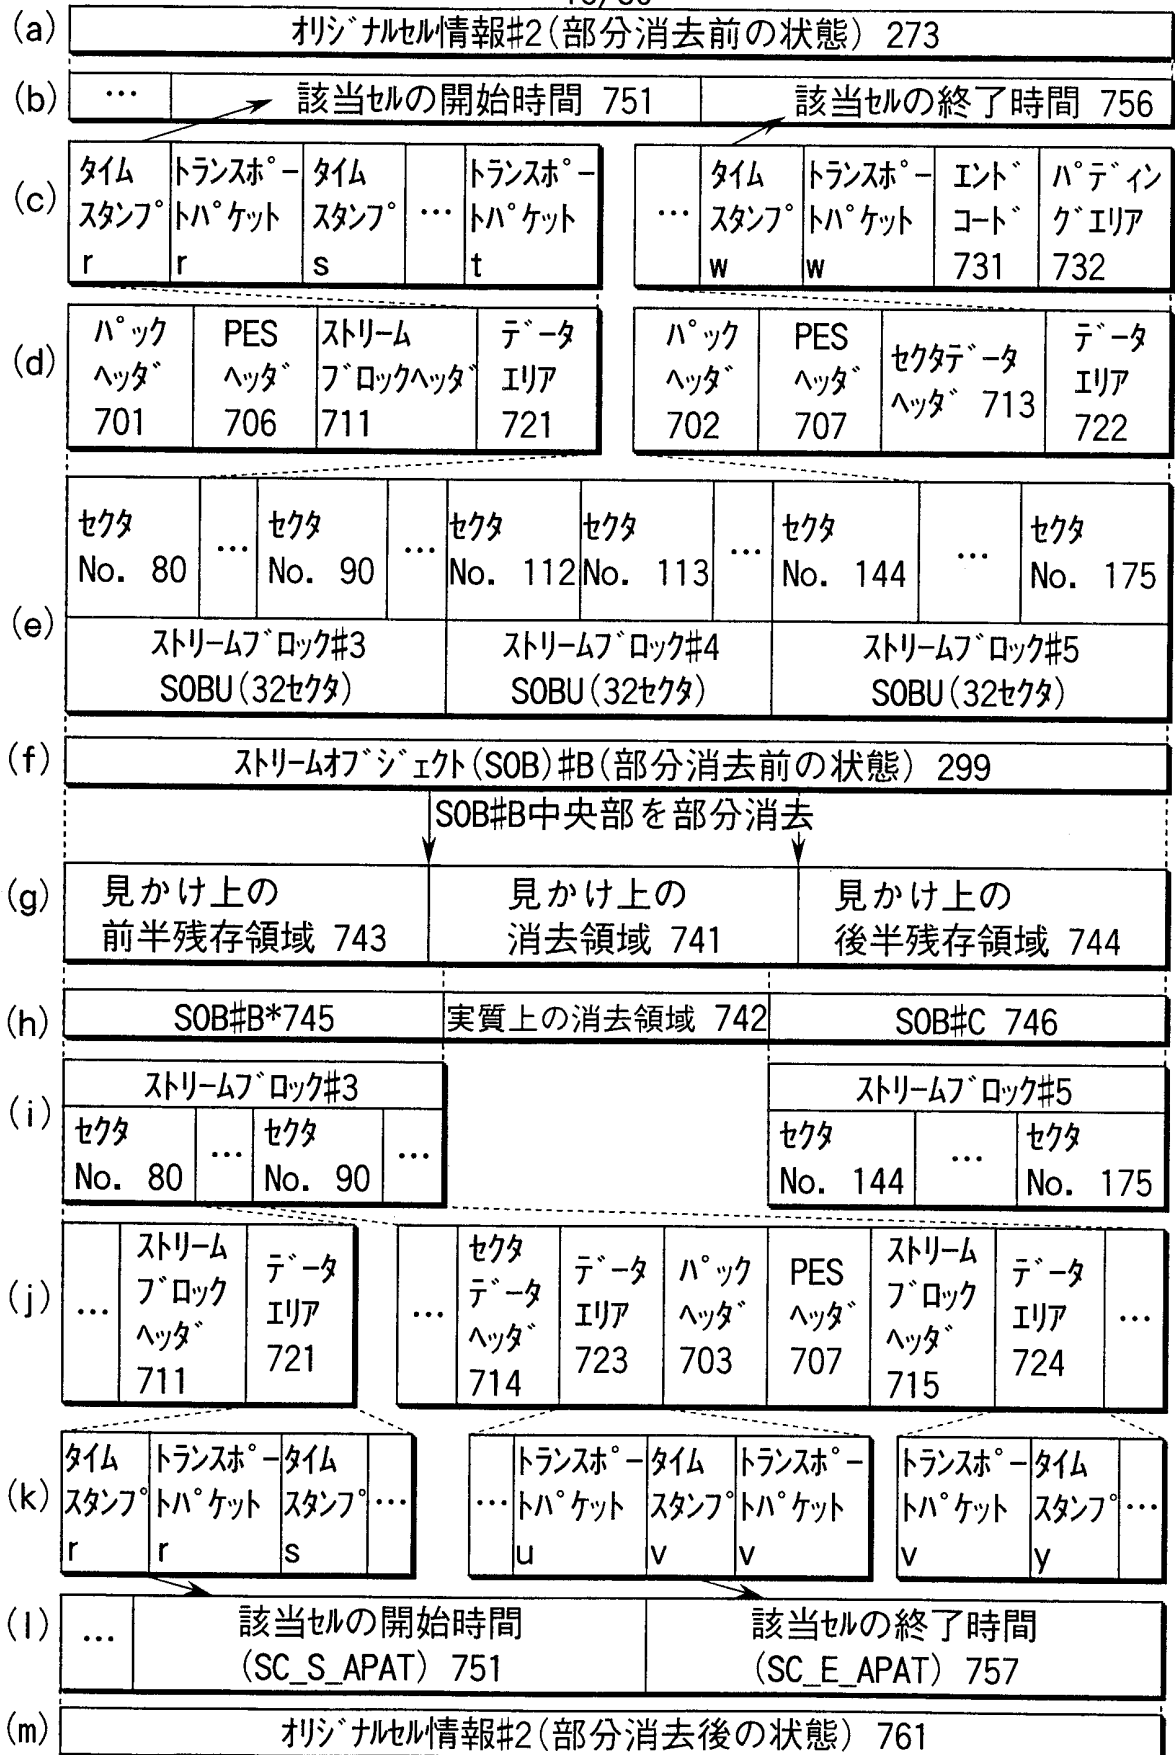 (a) オリジナルセル情報#2(部分消去前の状態) 273
(b) … 該当セルの開始時間 751 該当セルの終了時間 756
(c)
タイム
スタンプ
r
トランスポー
トパケット
r
タイム
スタンプ
s
…
トランスポー
トパケット
t
…
タイム
スタンプ
w
トランスポー
トパケット
w
エンド
コード
731
パディン
グエリア
732
(d)
パック
ヘッダ
701
PES
ヘッダ
706
ストリーム
ブロックヘッダ
711
データ
エリア
721
パック
ヘッダ
702
PES
ヘッダ
707
セクタデータ
ヘッダ 713
データ
エリア
722
(e)
セクタ
No. 80
…
セクタ
No. 90
…
セクタ
No. 112
セクタ
No. 113
…
セクタ
No. 144
…
セクタ
No. 175
ストリームブロック#3
SOBU(32セクタ)
ストリームブロック#4
SOBU(32セクタ)
ストリームブロック#5
SOBU(32セクタ)
(f) ストリームオブジェクト(SOB)#B(部分消去前の状態) 299
SOB#B中央部を部分消去
(g)
見かけ上の
前半残存領域 743
見かけ上の
消去領域 741
見かけ上の
後半残存領域 744
(h) SOB#B*745 実質上の消去領域 742 SOB#C 746
(i)
ストリームブロック#3
セクタ
No. 80
…
セクタ
No. 90
…
ストリームブロック#5
セクタ
No. 144
…
セクタ
No. 175
(j)
…
ストリーム
ブロック
ヘッダ
711
データ
エリア
721
…
セクタ
データ
ヘッダ
714
データ
エリア
723
パック
ヘッダ
703
PES
ヘッダ
707
ストリーム
ブロック
ヘッダ
715
データ
エリア
724
…
(k)
タイム
スタンプ
r
トランスポー
トパケット
r
タイム
スタンプ
s
…
…
トランスポー
トパケット
u
タイム
スタンプ
v
トランスポー
トパケット
v
トランスポー
トパケット
v
タイム
スタンプ
y
…
(l)
…
該当セルの開始時間
(SC_S_APAT) 751
該当セルの終了時間
(SC_E_APAT) 757
(m) オリジナルセル情報#2(部分消去後の状態) 761